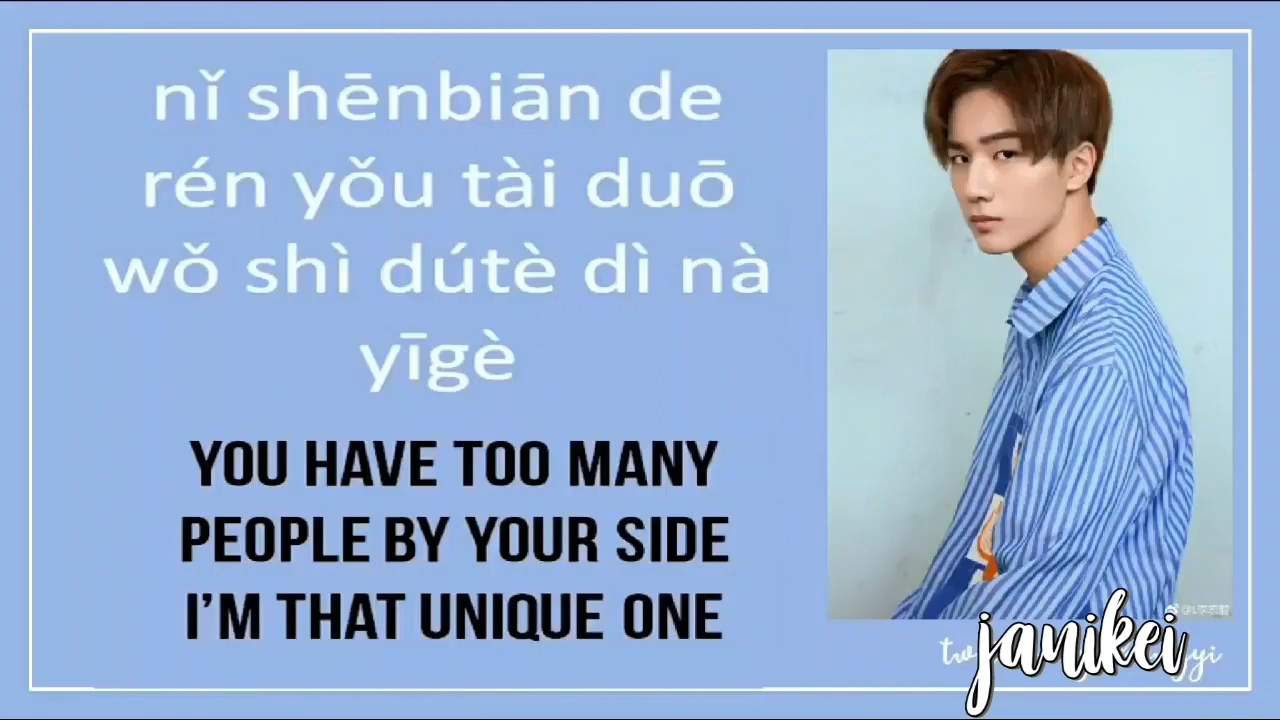 nǐ shēnbiān de
rén yǒu tài duō
wǒ shì dútè dì nà
yīgè
YOU HAVE TOO MANY
PEOPLE BY YOUR SIDE
I'M THAT UNIQUE ONE
janikei